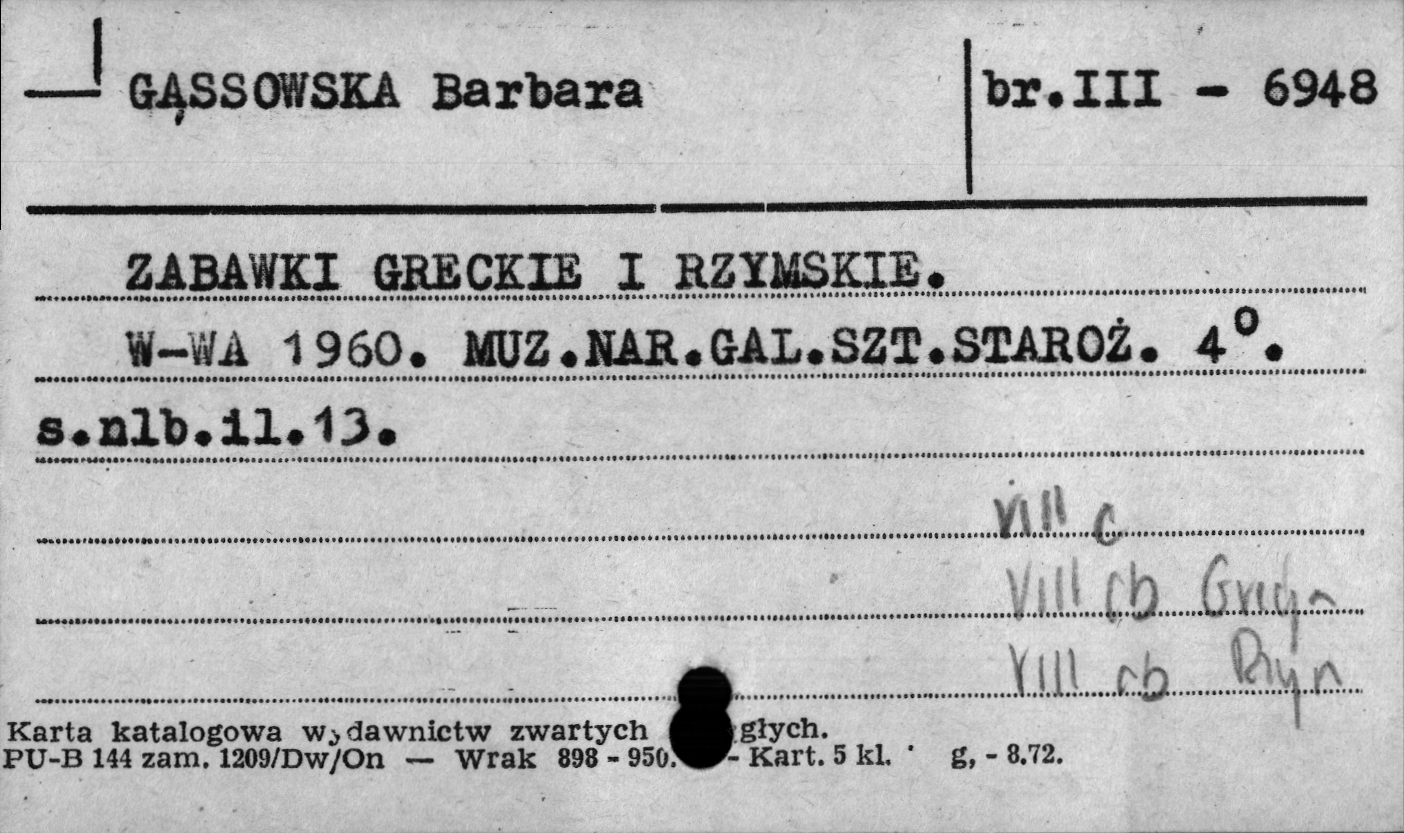 GĄSSOWSKA Barbara
br.III - 6948
ZABAWKI GRECKIE I RZYMSKIE.
W-WA 1960. MUZ.NAR.GAL.SZT.STAROŻ. 4º.
s.nlb.il.13.
VIII c
VIII cb
VIII cb
Karta katalogowa wydawnictw zwartych głych.
PU-B 144 zam. 1209/Dw/On — Wrak 898 - 950. - Kart. 5 kl. g, - 8.72.